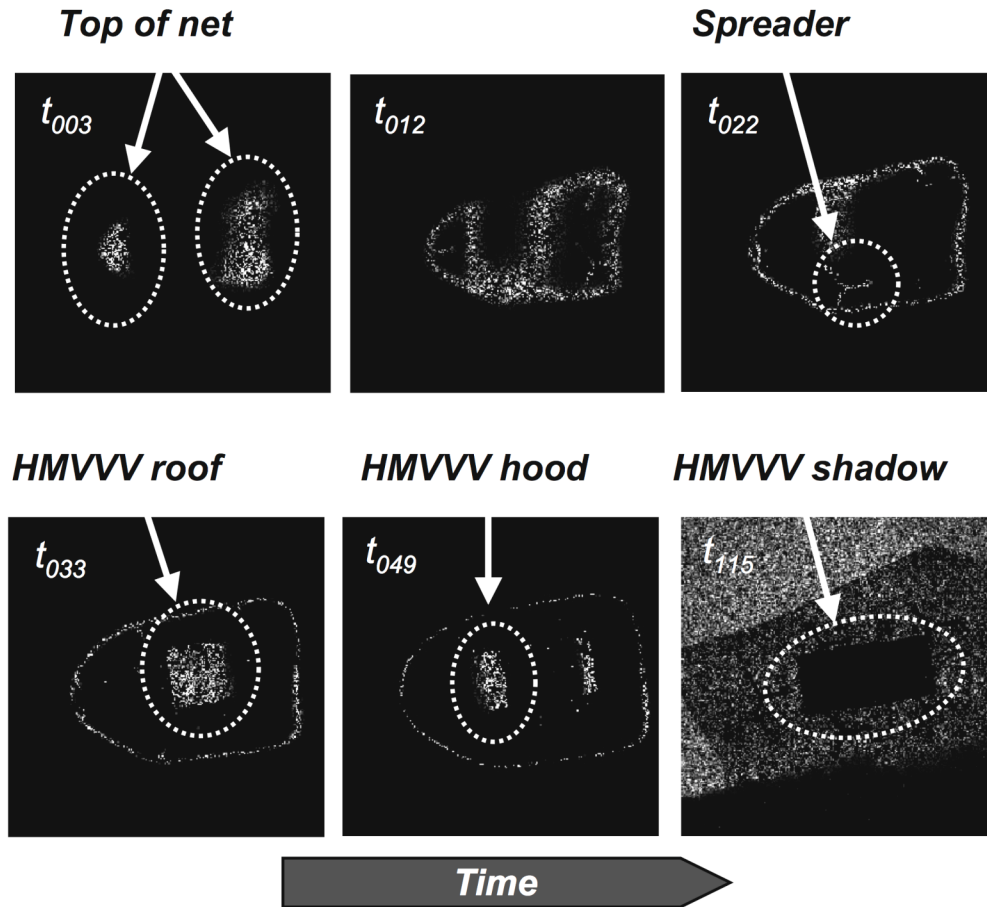 Top of net
Spreader
t003
t012
t022
HMVVV roof
HMVVV hood
HMVVV shadow
t033
t049
t115
Time